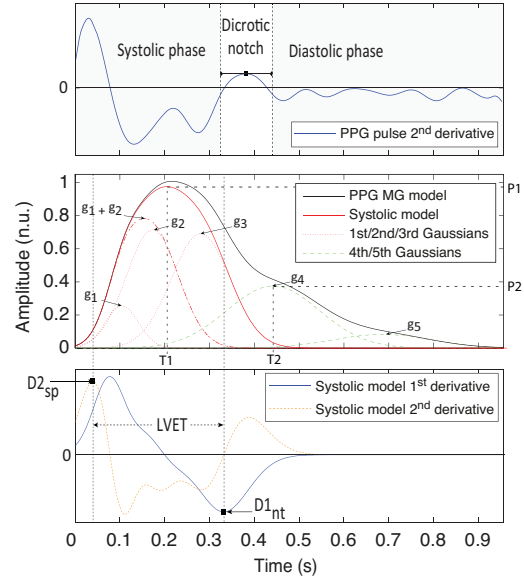 Systolic phase
Dicrotic
notch
Diastolic phase
0
PPG pulse 2nd derivative
1
0.8
0.6
0.4
0.2
0
Amplitude (n.u.)
g1 + g2
g1
g2
g3
g4
g5
PPG MG model
Systolic model
1st/2nd/3rd Gaussians
4th/5th Gaussians
P1
P2
T1
T2
D2sp
0
LVET
D1nt
Systolic model 1st derivative
Systolic model 2nd derivative
0 0.1 0.2 0.3 0.4 0.5 0.6 0.7 0.8 0.9
Time (s)